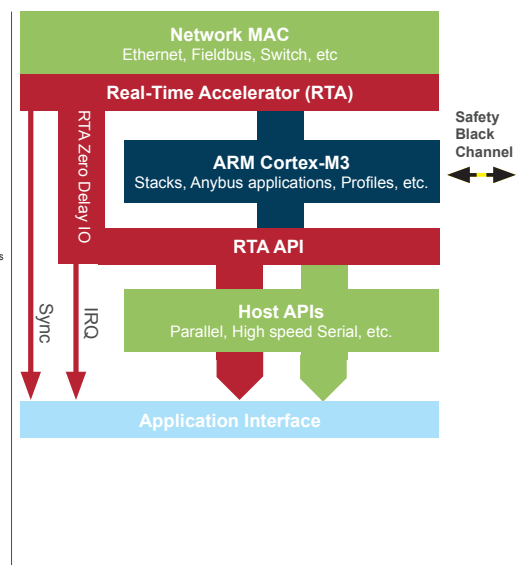 Network MAC
Ethernet, Fieldbus, Switch, etc
Real-Time Accelerator (RTA)
RTA Zero Delay IO
Safety
Black
Channel
ARM Cortex-M3
Stacks, Anybus applications, Profiles, etc.
RTA API
s
Sync
IRQ
Host APIs
Parallel, High speed Serial, etc.
Application Interface